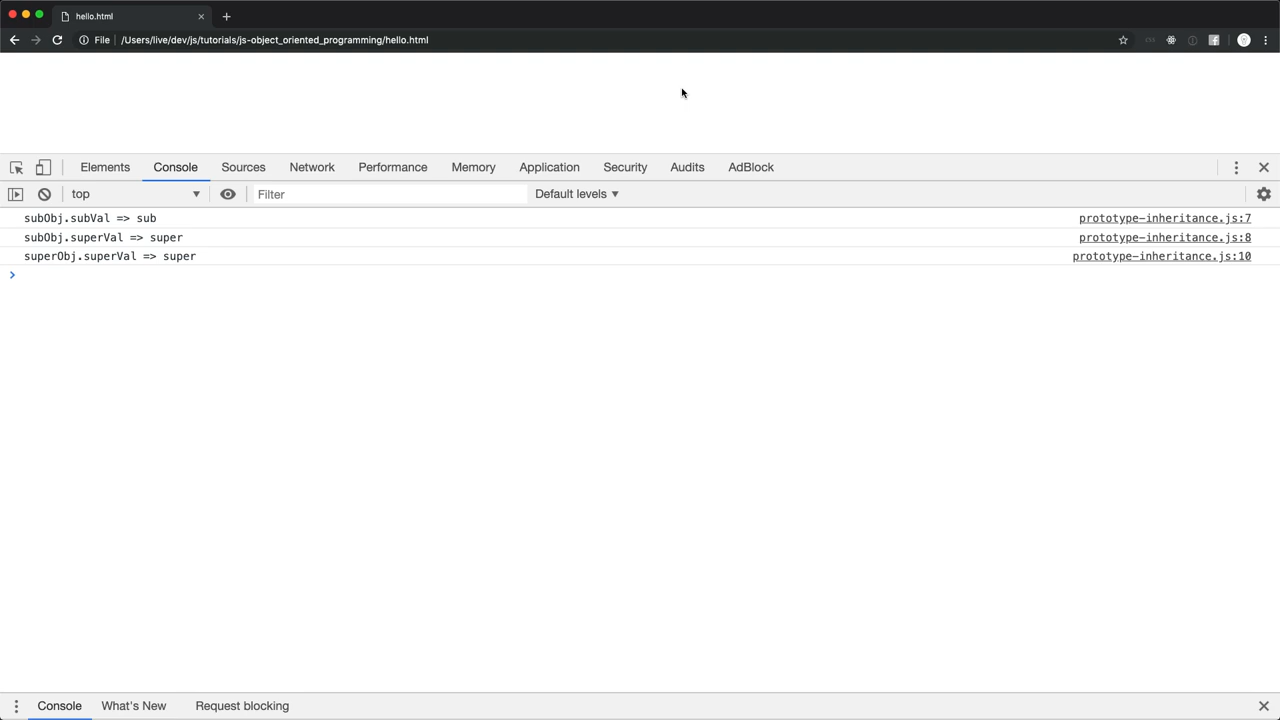 hello.html
File /Users/live/dev/js/tutorials/js-object_oriented_programming/hello.html
Elements Console Sources Network Performance Memory Application Security Audits AdBlock
top Filter Default levels
subObj.subVal => sub prototype-inheritance.js:7
subObj.superVal => super prototype-inheritance.js:8
superObj.superVal => super prototype-inheritance.js:10
Console What's New Request blocking